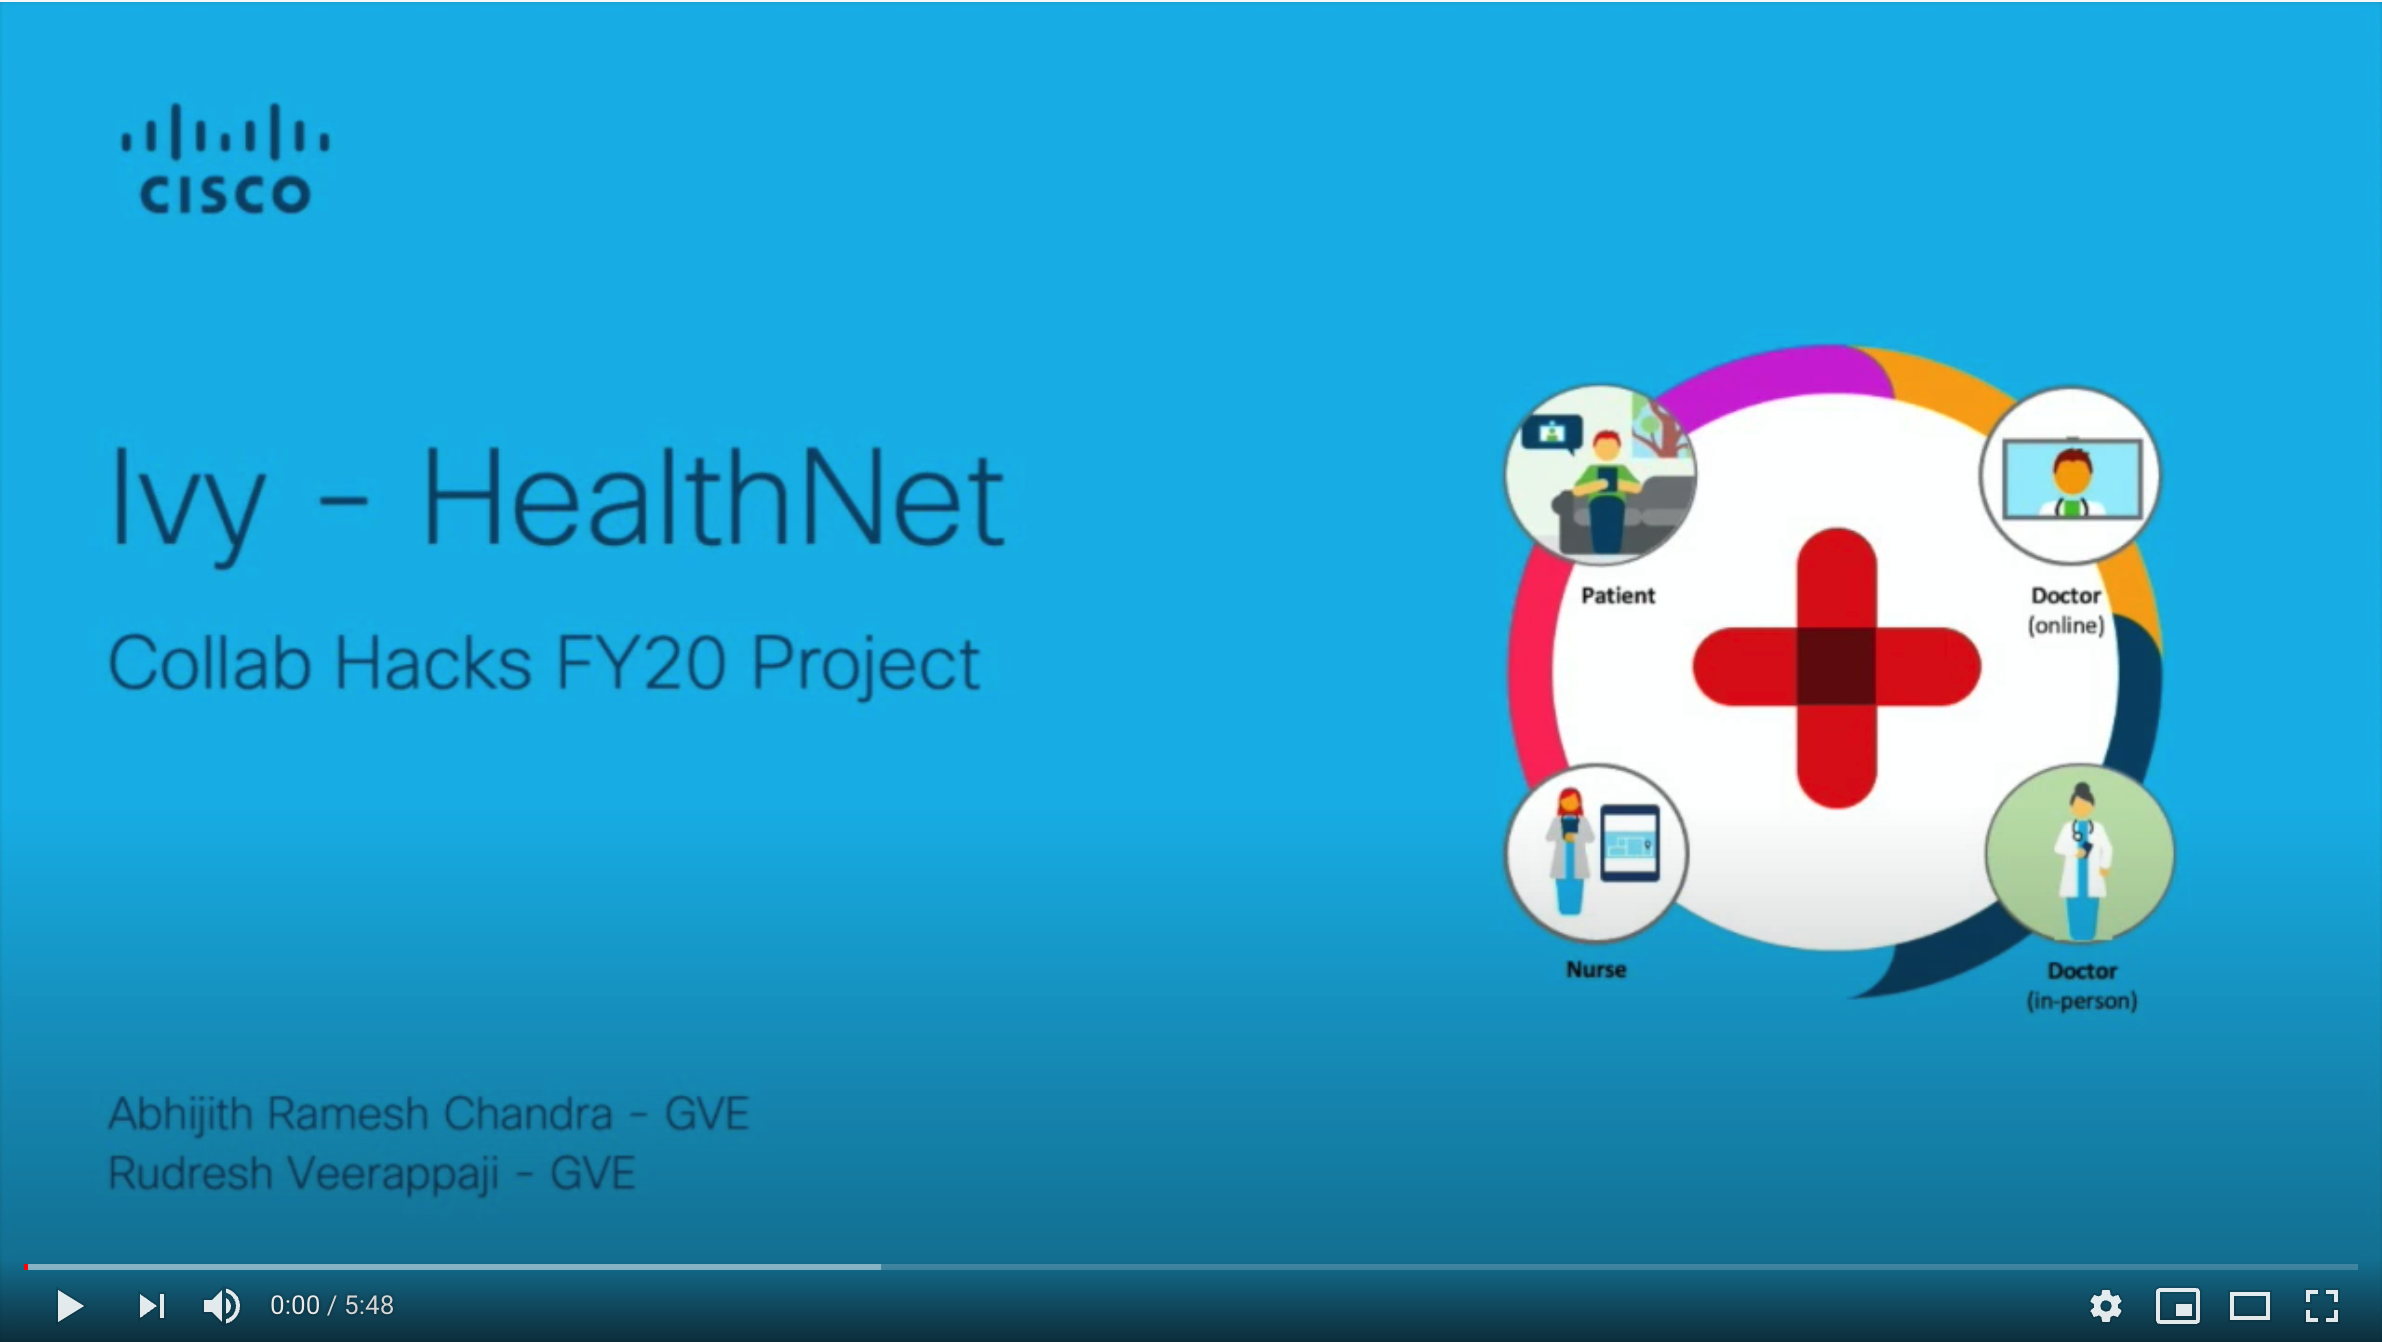 CISCO
Ivy - HealthNet
Collab Hacks FY20 Project
Patient
Doctor
(online)
Nurse
Doctor
(in-person)
Abhijith Ramesh Chandra - GVE
Rudresh Veerappaji - GVE
0:00 / 5:48